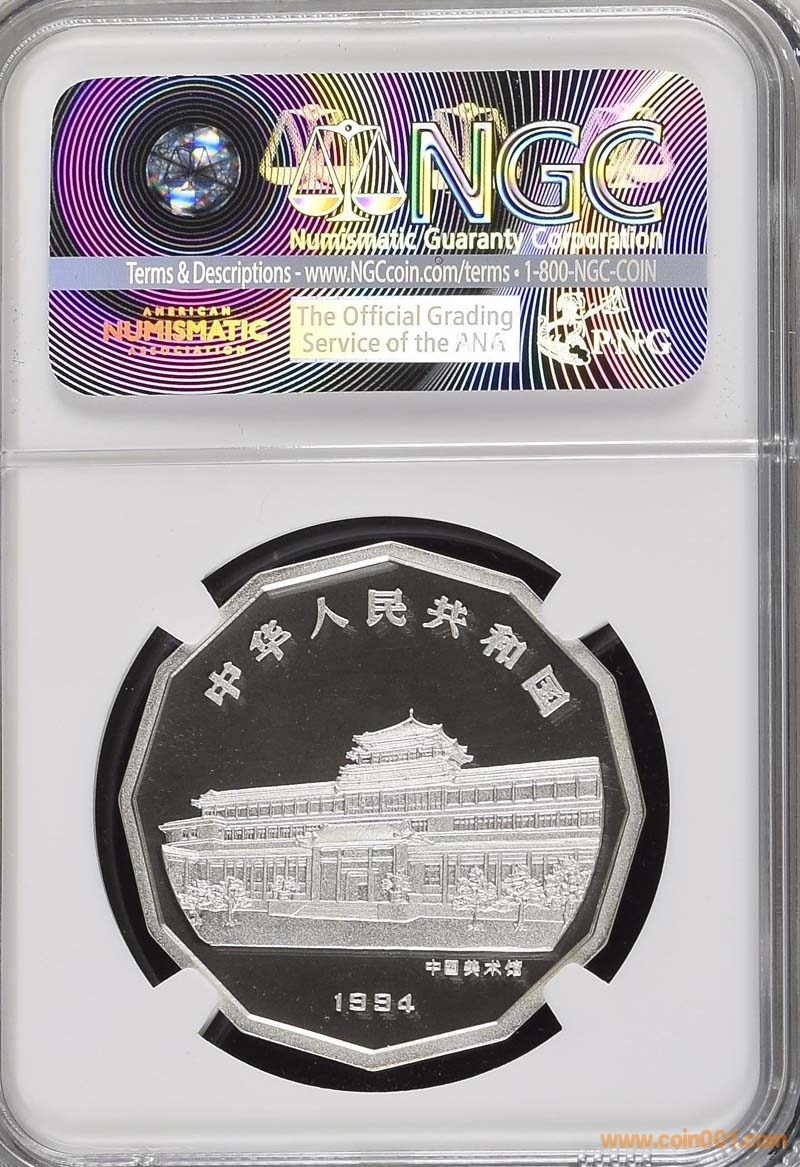 NGC
Numismatic Guaranty Corporation
Terms & Descriptions - www.NGCcoin.com/terms • 1-800-NGC-COIN
AMERICAN
NUMISMATIC
ASSOCIATION
The Official Grading
Service of the ANA
PNG
中华人民共和国
中国美术馆
1994
www.coin001.com